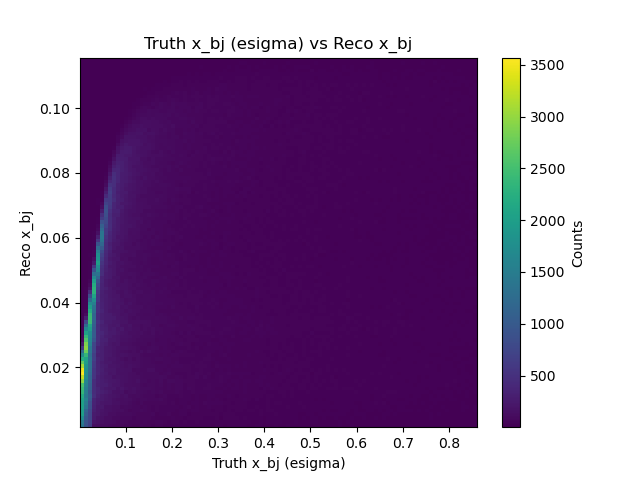 Truth x_bj (esigma) vs Reco x_bj
Reco x_bj
0.10
0.08
0.06
0.04
0.02
0.1 0.2 0.3 0.4 0.5 0.6 0.7 0.8
Truth x_bj (esigma)
3500
3000
2500
2000
1500
1000
500
Counts